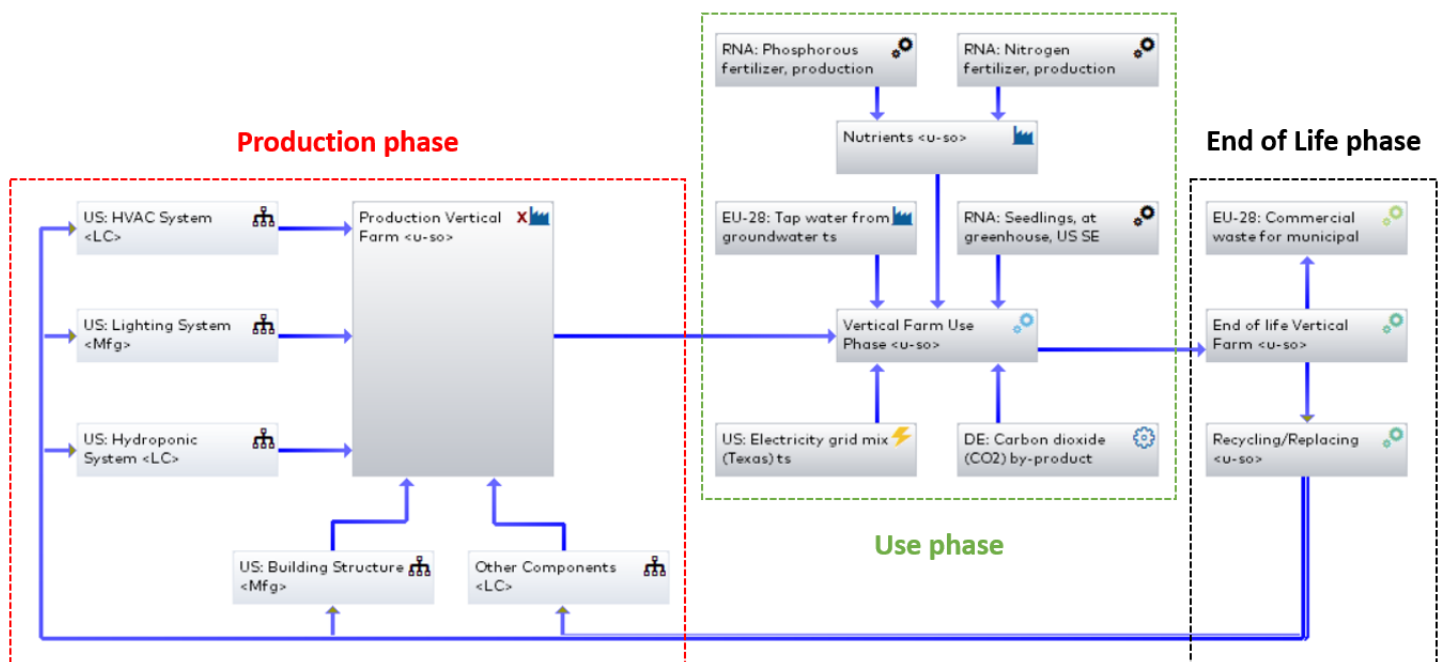 Production phase
US: HVAC System
<LC>
US: Lighting System
<Mfg>
US: Hydroponic
System <LC>
Production Vertical
Farm <u-so>
X
US: Building Structure
<Mfg>
Other Components
<LC>
RNA: Phosphorous
fertilizer, production
RNA: Nitrogen
fertilizer, production
Nutrients <u-so>
EU-28: Tap water from
groundwater ts
RNA: Seedlings, at
greenhouse, US SE
Vertical Farm Use
Phase <u-so>
US: Electricity grid mix
(Texas) ts
DE: Carbon dioxide
(CO2) by-product
Use phase
End of Life phase
EU-28: Commercial
waste for municipal
End of life Vertical
Farm <u-so>
Recycling/Replacing
<u-so>